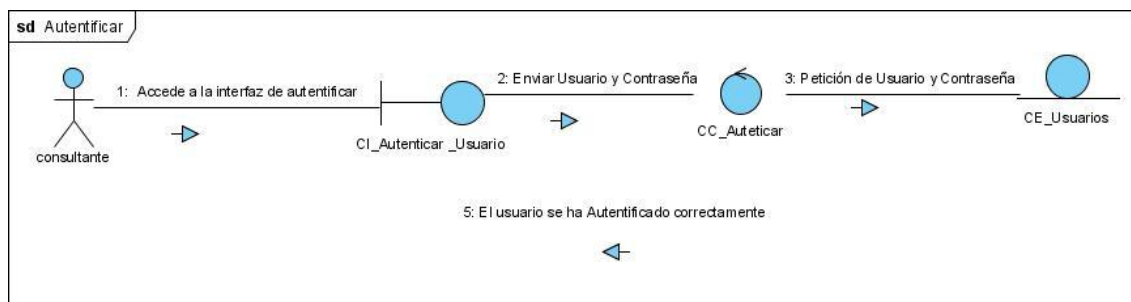 sd Autentificar
1: Accede a la interfaz de autentificar
2: Enviar Usuario y Contraseña
3: Petición de Usuario y Contraseña
consultante
CI_Autenticar _Usuario
CC_Auteticar
CE_Usuarios
5: El usuario se ha Autentificado correctamente